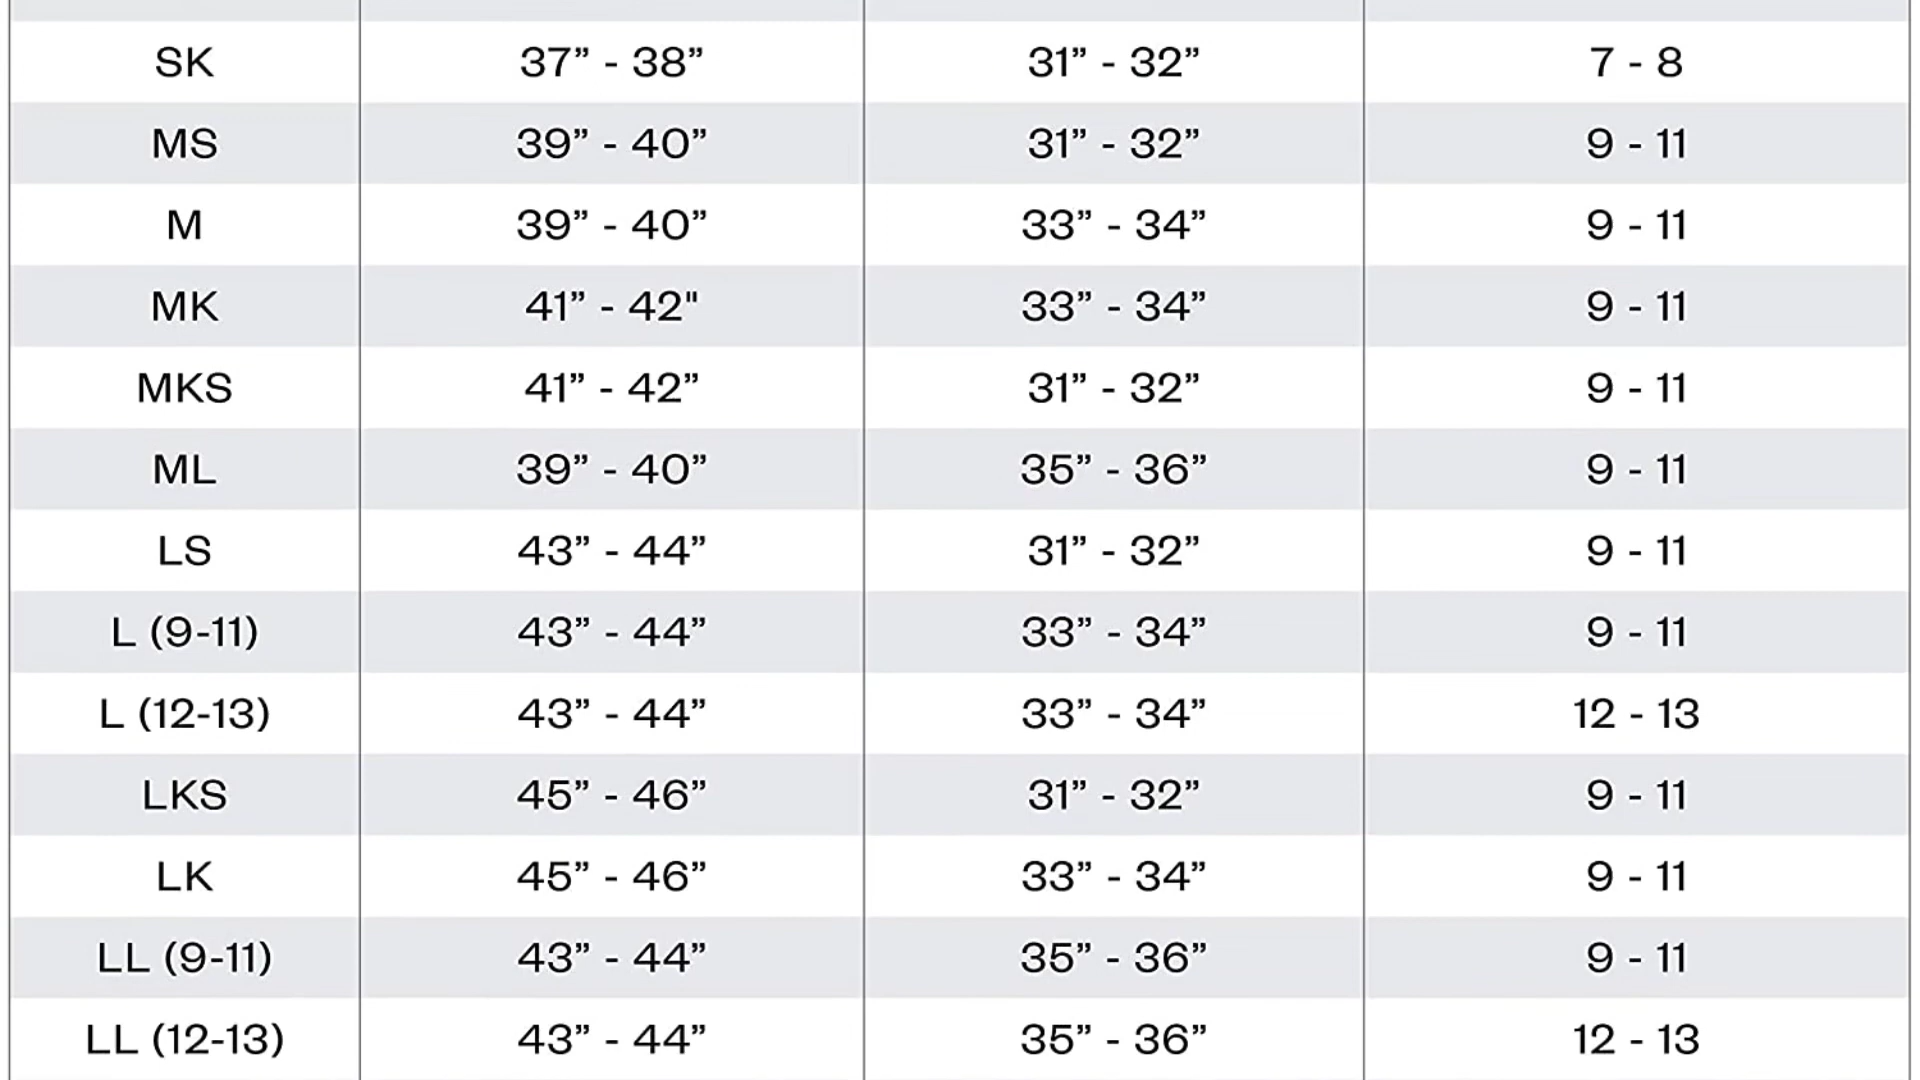 SK 37” - 38” 31” - 32” 7 - 8
MS 39” - 40” 31” - 32” 9 - 11
M 39” - 40” 33” - 34” 9 - 11
MK 41” - 42" 33” - 34” 9 - 11
MKS 41” - 42” 31” - 32” 9 - 11
ML 39” - 40” 35” - 36” 9 - 11
LS 43” - 44” 31” - 32” 9 - 11
L (9-11) 43” - 44” 33” - 34” 9 - 11
L (12-13) 43” - 44” 33” - 34” 12 - 13
LKS 45” - 46” 31” - 32” 9 - 11
LK 45” - 46” 33” - 34” 9 - 11
LL (9-11) 43” - 44” 35” - 36” 9 - 11
LL (12-13) 43” - 44” 35” - 36” 12 - 13